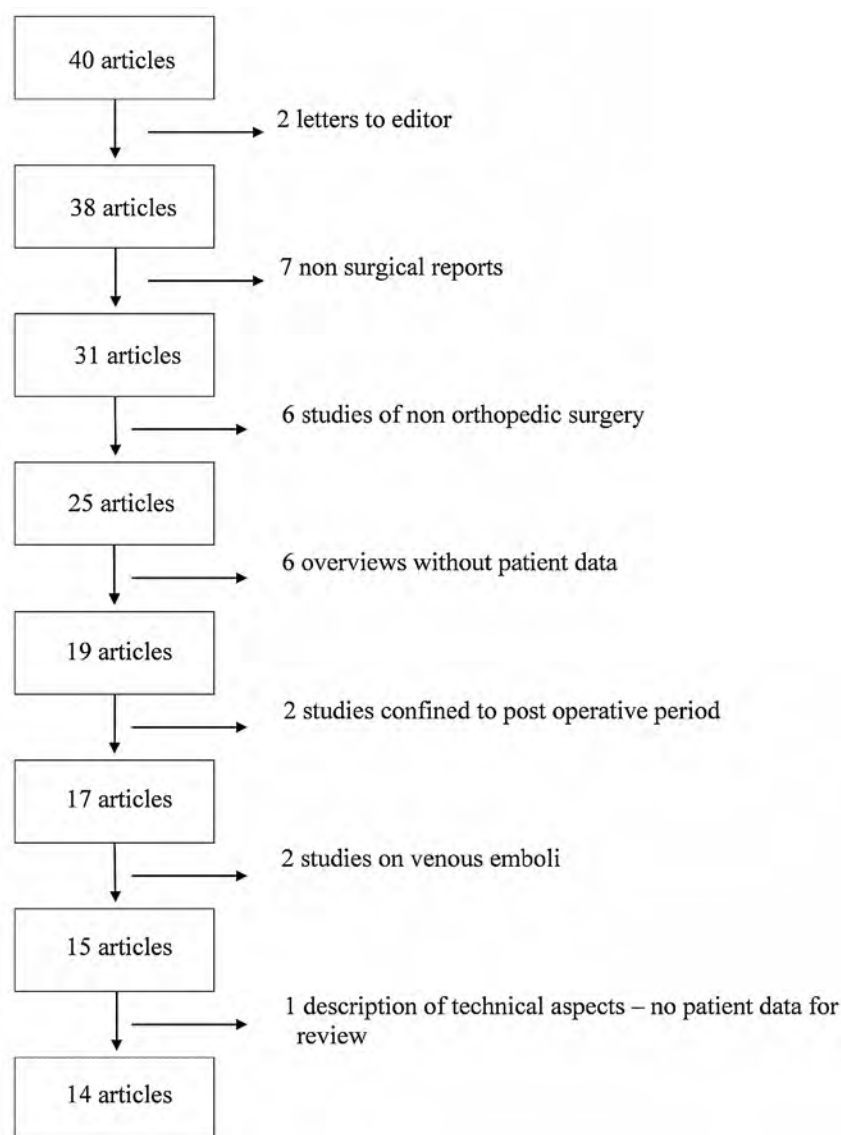 40 articles
2 letters to editor
38 articles
7 non surgical reports
31 articles
6 studies of non orthopedic surgery
25 articles
6 overviews without patient data
19 articles
2 studies confined to post operative period
17 articles
2 studies on venous emboli
15 articles
1 description of technical aspects – no patient data for
review
14 articles